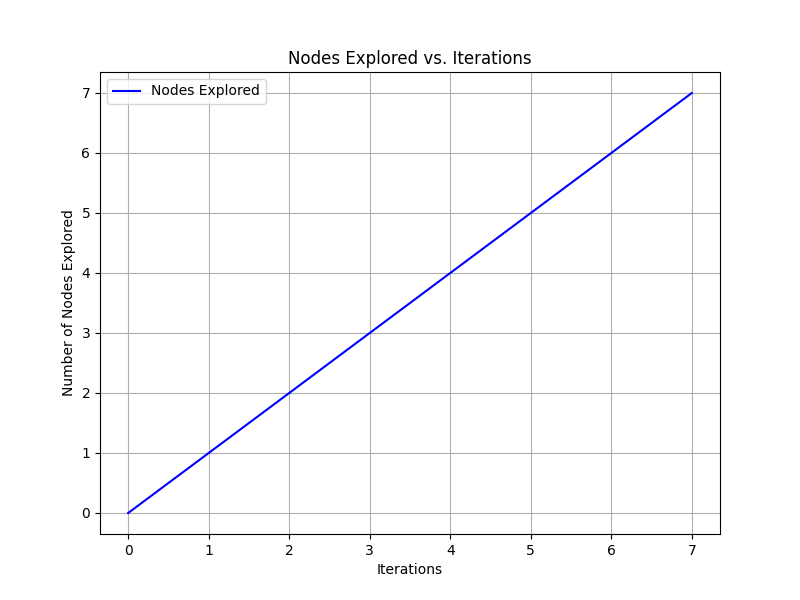 Nodes Explored vs. Iterations
Nodes Explored
Number of Nodes Explored
7
6
5
4
3
2
1
0
0 1 2 3 4 5 6 7
Iterations